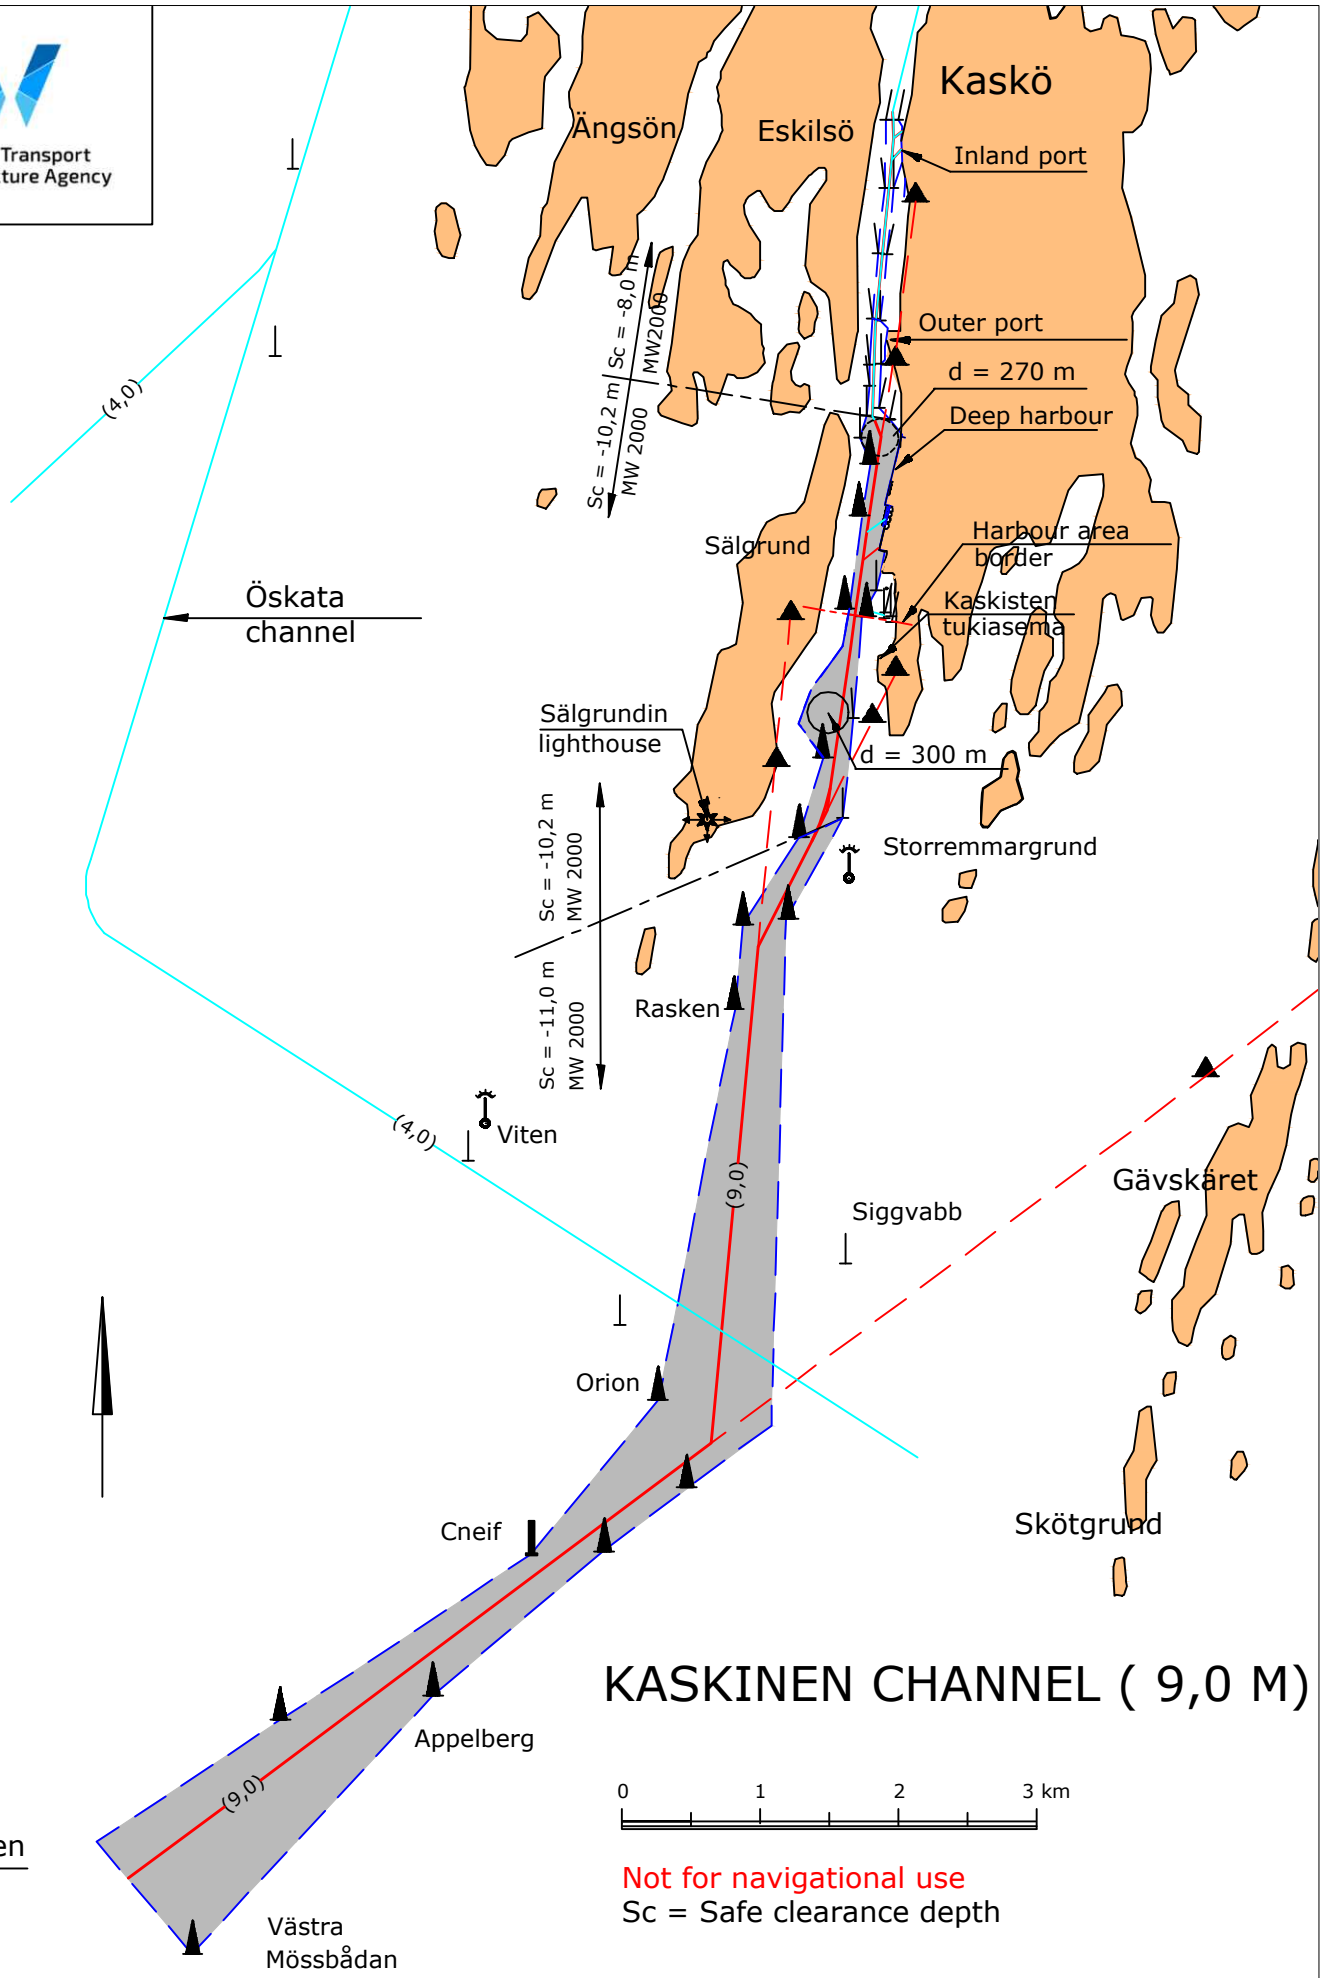 Transport
ture Agency
Kaskö
Ängsön
Eskilsö
Inland port
Sc = -8,0 m
MW2000
Outer port
d = 270 m
(4,0)
Sc = -10,2 m
MW 2000
Deep harbour
Sälgrund
Harbour area
border
Öskata
channel
Kaskisten
tukiasema
Sälgrundin
lighthouse
d = 300 m
Sc = -10,2 m
MW 2000
Storremmargrund
Sc = -11,0 m
MW 2000
Rasken
(4,0)
Viten
(9,0)
Gävskäret
Siggvabb
Orion
Cneif
Skötgrund
KASKINEN CHANNEL ( 9,0 M)
Appelberg
(9,0)
0 1 2 3 km
en
Not for navigational use
Sc = Safe clearance depth
Västra
Mössbådan